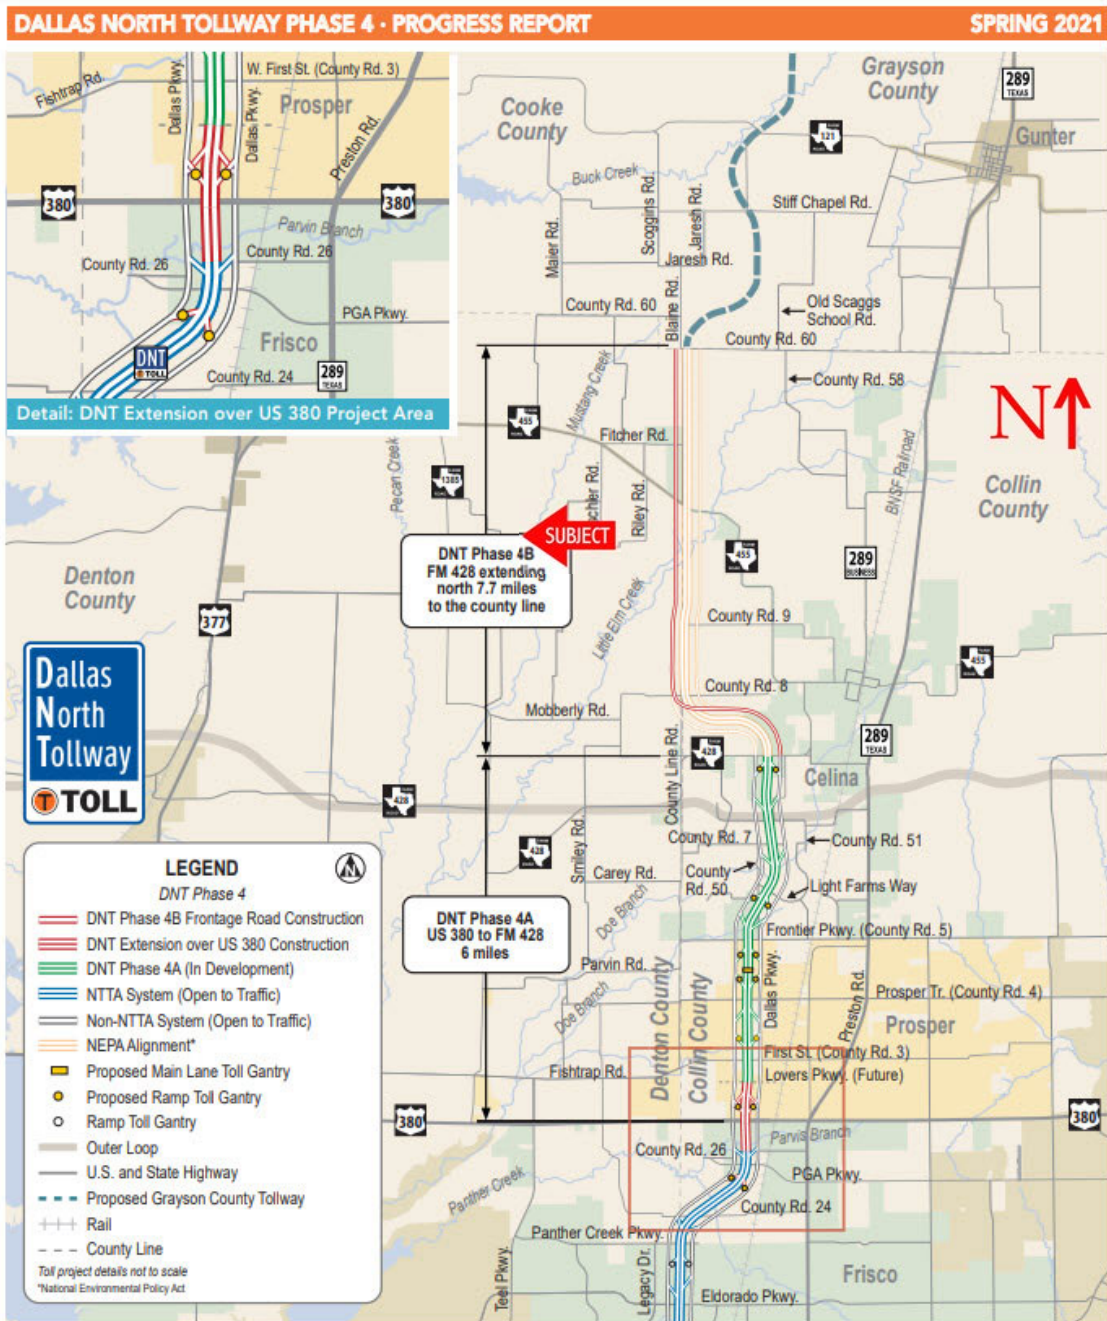 DALLAS NORTH TOLLWAY PHASE 4 · PROGRESS REPORT
SPRING 2021
Fishtrap Rd.
Dallas Pkwy.
W. First St. (County Rd. 3)
Prosper
Dallas Pkwy.
Preston Rd.
380
380
Parvin Branch
County Rd. 26
County Rd. 26
PGA Pkwy.
Frisco
DNT
TOLL
County Rd. 24
289
TEXAS
Detail: DNT Extension over US 380 Project Area
Cooke
County
Grayson
County
289
TEXAS
121
Gunter
Buck Creek
Scoggins Rd.
Jaresh Rd.
Stiff Chapel Rd.
Maier Rd.
Jaresh Rd.
County Rd. 60
Blaine Rd.
Old Scaggs
School Rd.
County Rd. 60
Mustang Creek
County Rd. 58
N
455
Fitcher Rd.
Pecan Creek
1385
chler Rd.
Riley Rd.
BNSF Railroad
Collin
County
SUBJECT
DNT Phase 4B
FM 428 extending
north 7.7 miles
to the county line
455
289
BUSINESS
Denton
County
377
Little Elm Creek
County Rd. 9
455
County Rd. 8
Mobberly Rd.
Dallas
North
Tollway
T TOLL
County Line Rd.
428
289
TEXAS
Celina
428
428
Smiley Rd.
County Rd. 7
County Rd. 51
Carey Rd.
County
Rd. 50
Light Farms Way
Doe Branch
DNT Phase 4A
US 380 to FM 428
6 miles
Frontier Pkwy. (County Rd. 5)
Parvin Rd.
Doe Branch
Denton County
Collin County
Dallas Pkwy.
Preston Rd.
Prosper Tr. (County Rd. 4)
Prosper
First St. (County Rd. 3)
Fishtrap Rd.
Lovers Pkwy. (Future)
380
380
Parvis Branch
County Rd. 26
PGA Pkwy.
Panther Creek
County Rd. 24
Panther Creek Pkwy.
Teel Pkwy.
Legacy Dr.
Frisco
Eldorado Pkwy.
LEGEND
N
DNT Phase 4
DNT Phase 4B Frontage Road Construction
DNT Extension over US 380 Construction
DNT Phase 4A (In Development)
NTTA System (Open to Traffic)
Non-NTTA System (Open to Traffic)
NEPA Alignment*
Proposed Main Lane Toll Gantry
Proposed Ramp Toll Gantry
Ramp Toll Gantry
Outer Loop
U.S. and State Highway
Proposed Grayson County Tollway
Rail
County Line
Toll project details not to scale
*National Environmental Policy Act